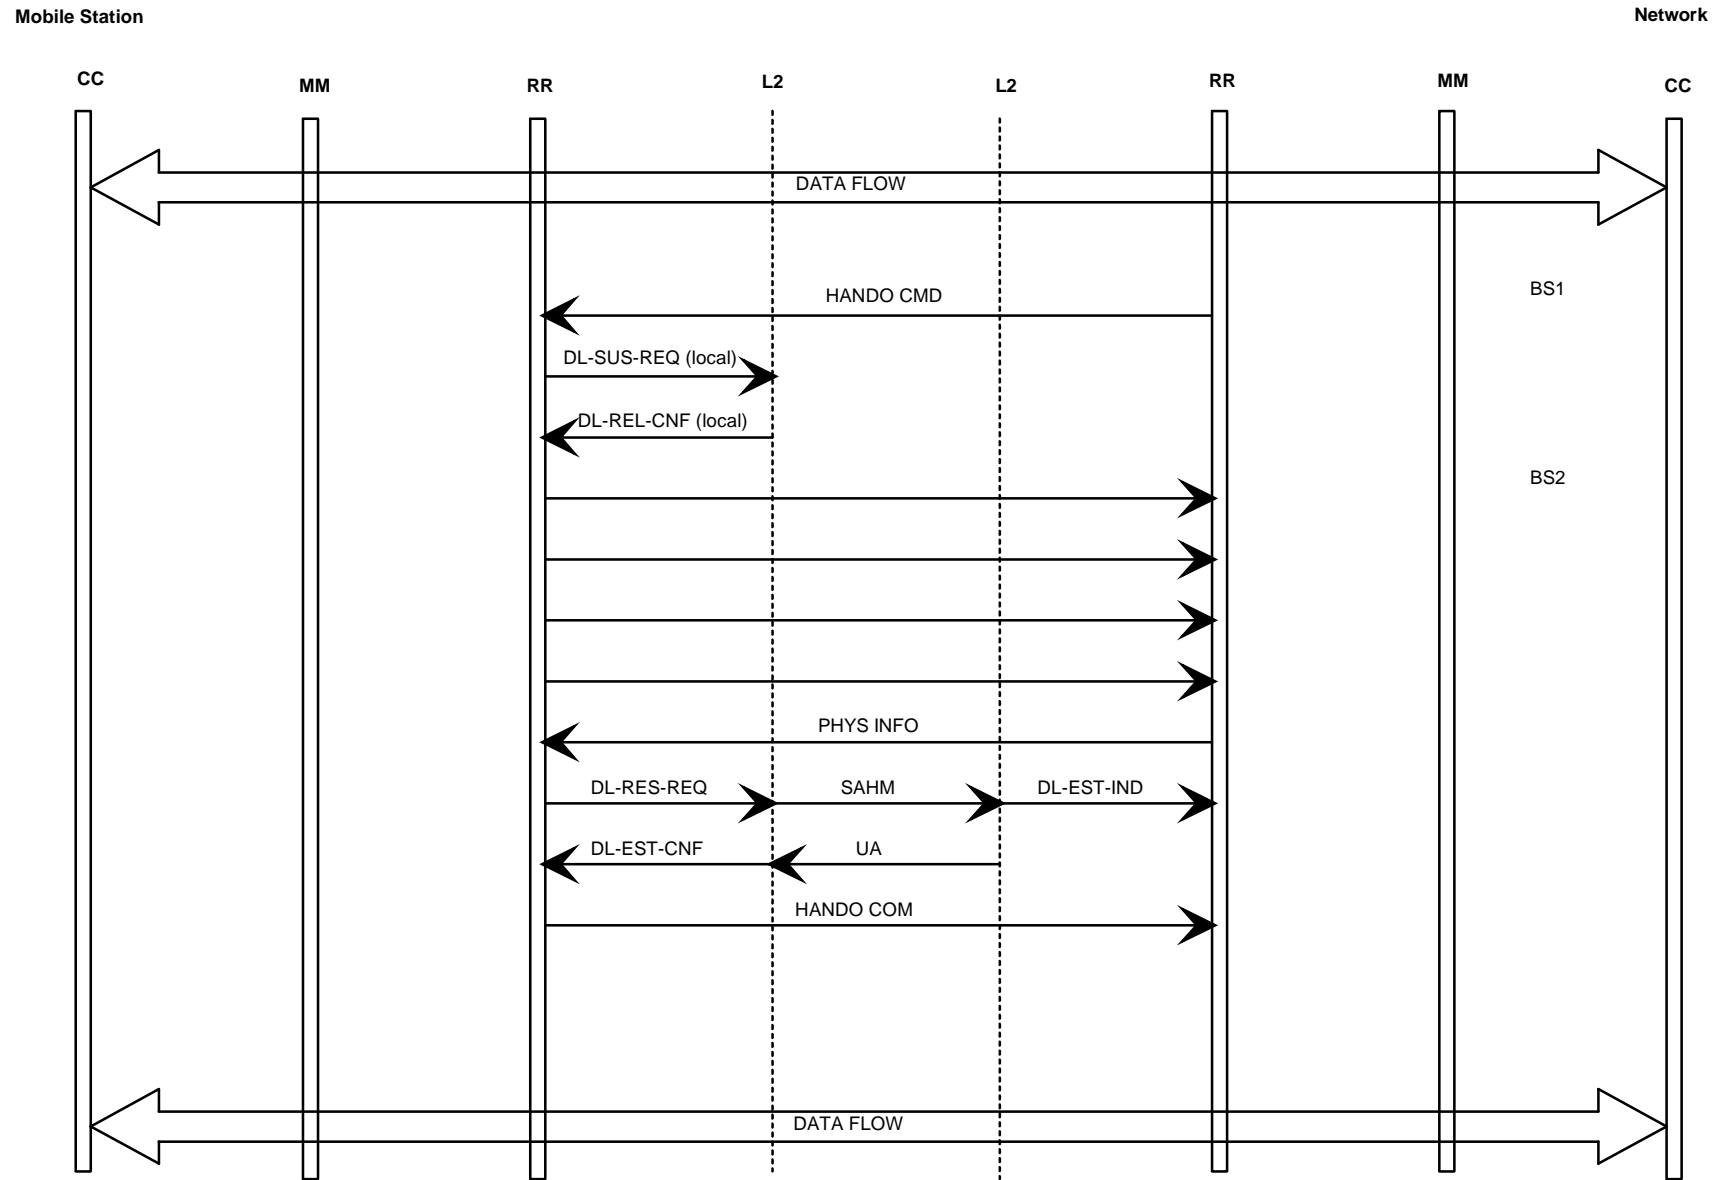 Mobile Station
Network
CC
MM
RR
L2
L2
RR
MM
CC
DATA FLOW
BS1
HANDO CMD
DL-SUS-REQ (local)
DL-REL-CNF (local)
BS2
PHYS INFO
DL-RES-REQ
SAHM
DL-EST-IND
DL-EST-CNF
UA
HANDO COM
DATA FLOW